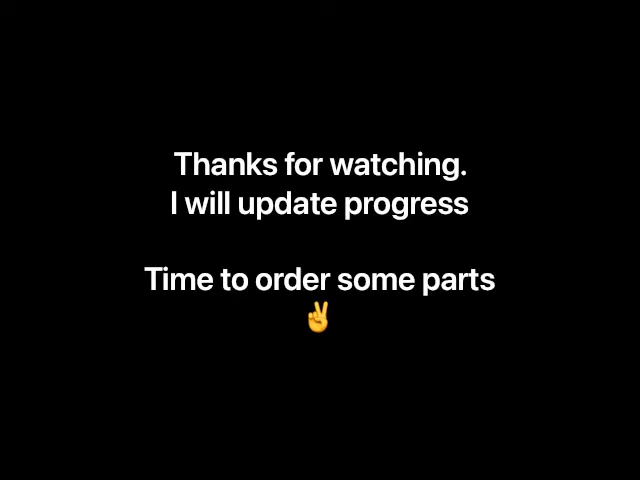 Thanks for watching.
I will update progress
Time to order some parts
✌️